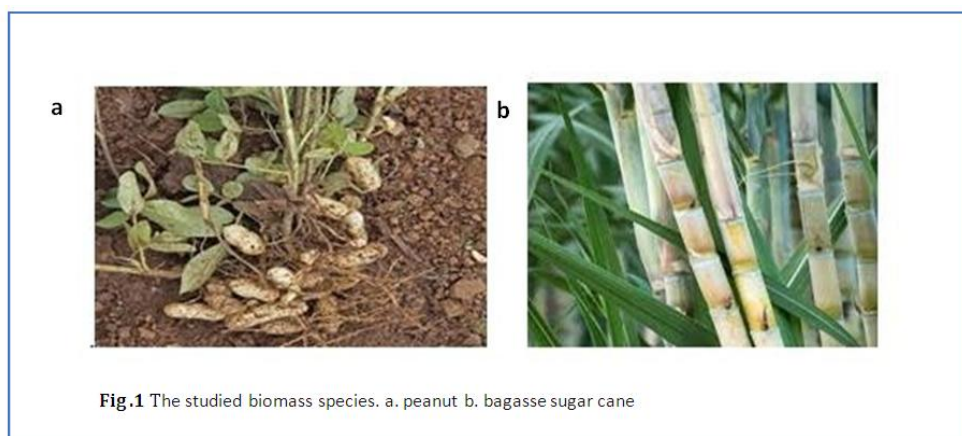 a
b
Fig.1 The studied biomass species. a. peanut b. bagasse sugar cane